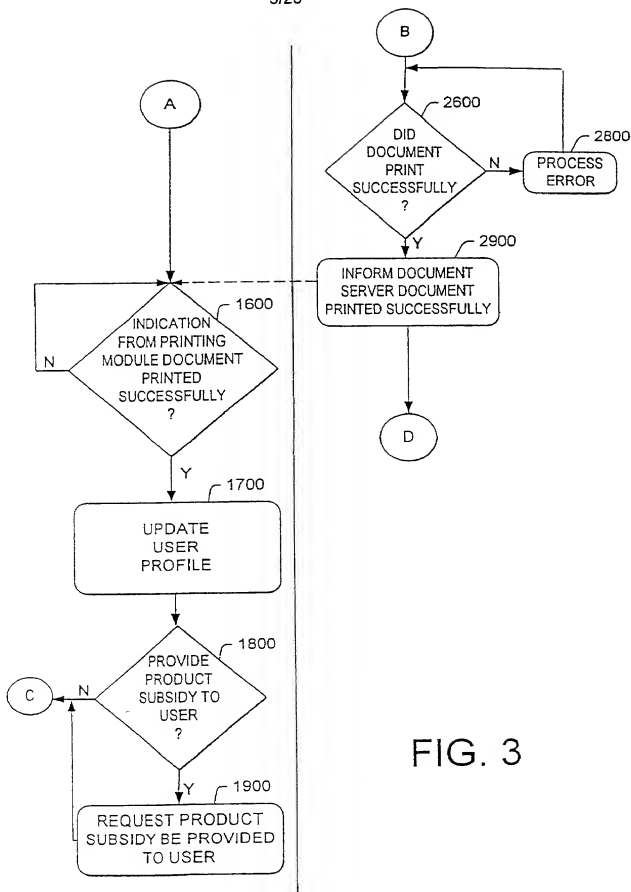 A
1600
INDICATION
FROM PRINTING
MODULE DOCUMENT
PRINTED
SUCCESSFULLY
?
N
Y
1700
UPDATE
USER
PROFILE
1800
PROVIDE
PRODUCT
SUBSIDY TO
USER
?
N
C
Y
1900
REQUEST PRODUCT
SUBSIDY BE PROVIDED
TO USER
B
2600
DID
DOCUMENT
PRINT
SUCCESSFULLY
?
N
2800
PROCESS
ERROR
Y
2900
INFORM DOCUMENT
SERVER DOCUMENT
PRINTED SUCCESSFULLY
D
FIG. 3